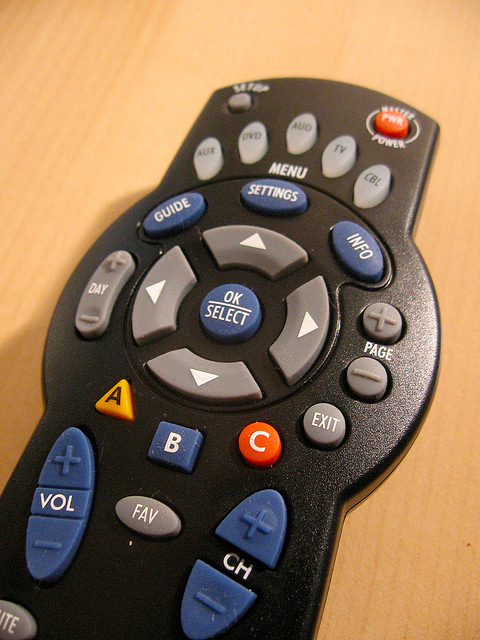 SETUP
MASTER
PWR
POWER
AUX
DVD
AUD
TV
CBL
MENU
GUIDE
SETTINGS
INFO
+
DAY
-
OK
SELECT
+
PAGE
-
A
B
C
EXIT
+
VOL
-
FAV
+
CH
-